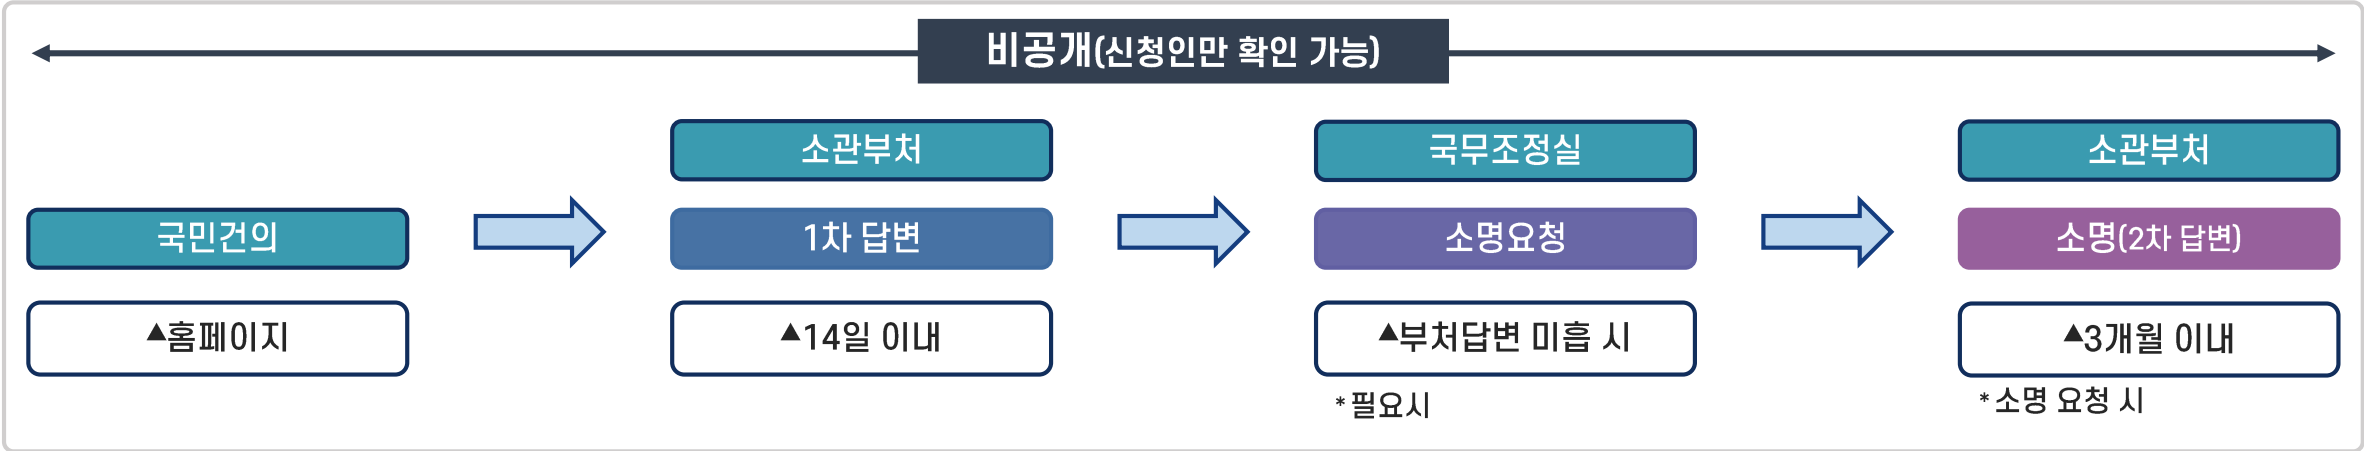 비공개(신청인만 확인 가능)
국민건의
▲홈페이지
소관부처
1차 답변
▲14일 이내
국무조정실
소명요청
▲부처답변 미흡 시
* 필요시
소관부처
소명(2차 답변)
▲3개월 이내
* 소명 요청 시